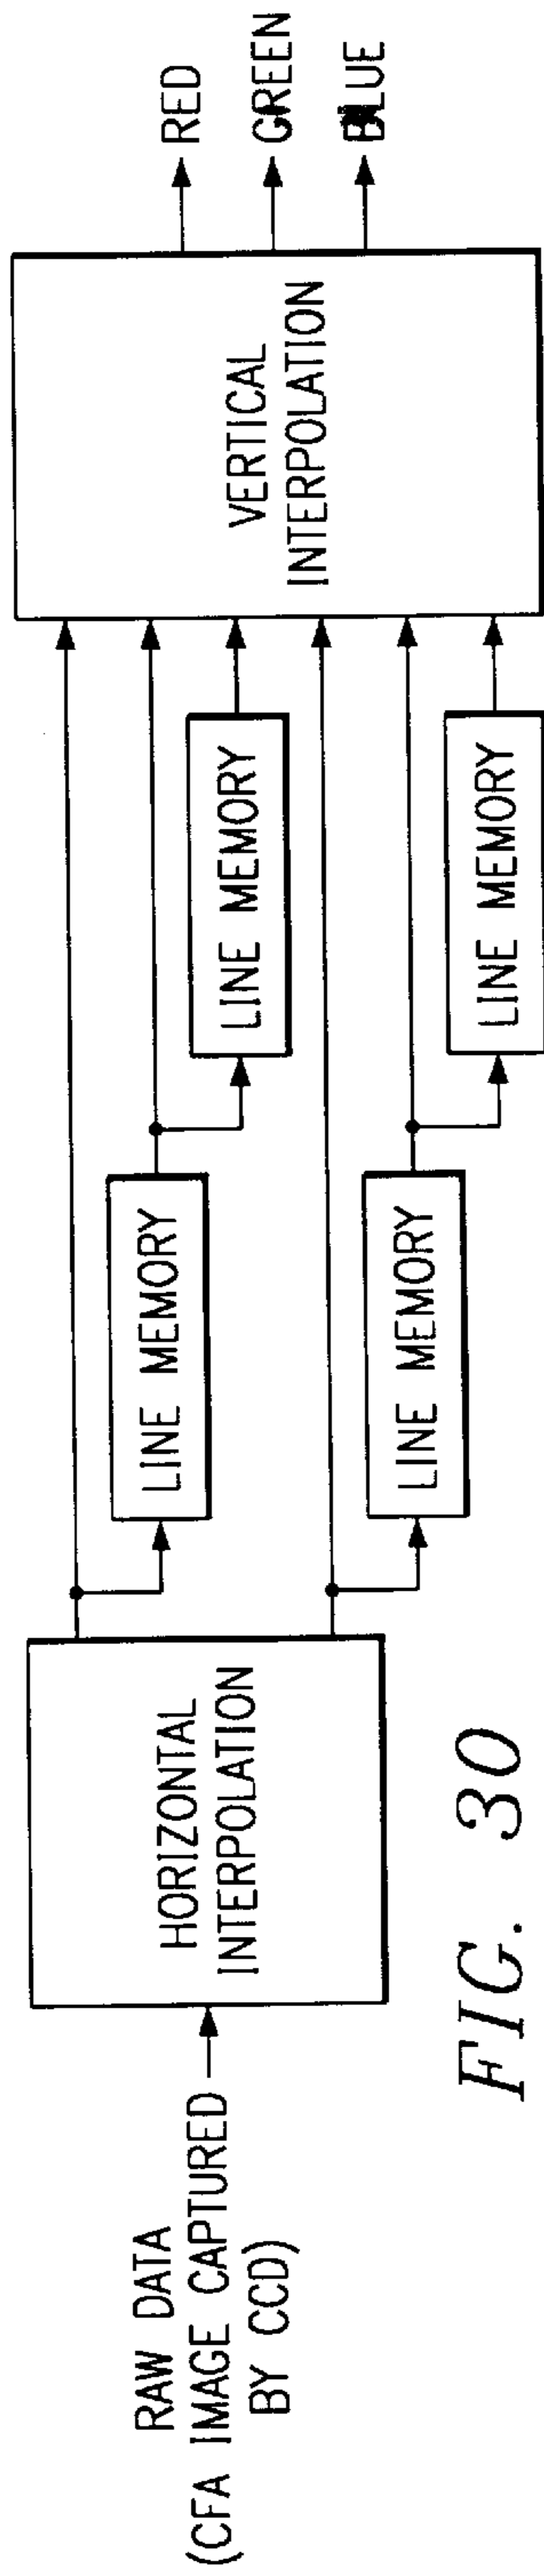 RAW DATA
(CFA IMAGE CAPTURED
BY CCD)
HORIZONTAL
INTERPOLATION
LINE MEMORY
LINE MEMORY
LINE MEMORY
LINE MEMORY
VERTICAL
INTERPOLATION
RED
GREEN
BLUE
FIG. 30